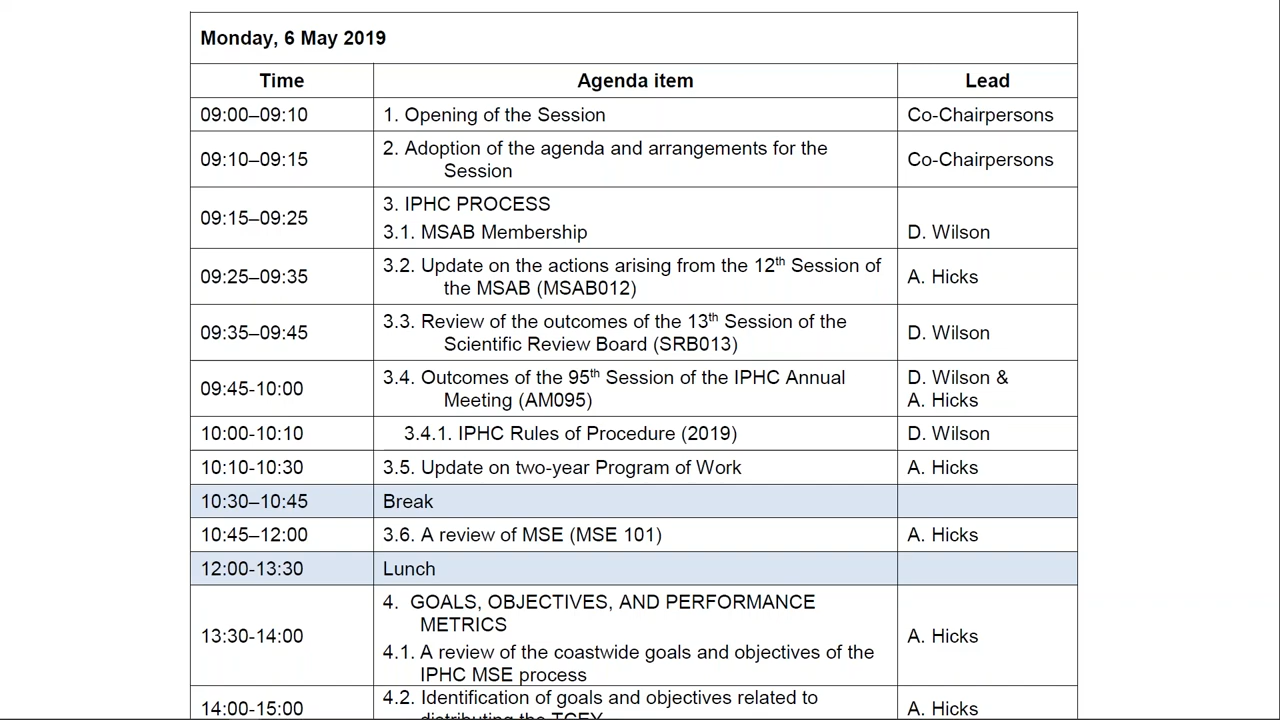 Monday, 6 May 2019
Time Agenda item Lead
09:00–09:10 1. Opening of the Session Co-Chairpersons
09:10–09:15 2. Adoption of the agenda and arrangements for the
Session Co-Chairpersons
09:15–09:25 3. IPHC PROCESS
3.1. MSAB Membership D. Wilson
09:25–09:35 3.2. Update on the actions arising from the 12th Session of
the MSAB (MSAB012) A. Hicks
09:35–09:45 3.3. Review of the outcomes of the 13th Session of the
Scientific Review Board (SRB013) D. Wilson
09:45-10:00 3.4. Outcomes of the 95th Session of the IPHC Annual D. Wilson &
Meeting (AM095) A. Hicks
10:00-10:10 3.4.1. IPHC Rules of Procedure (2019) D. Wilson
10:10-10:30 3.5. Update on two-year Program of Work A. Hicks
10:30–10:45 Break
10:45–12:00 3.6. A review of MSE (MSE 101) A. Hicks
12:00-13:30 Lunch
13:30-14:00 4. GOALS, OBJECTIVES, AND PERFORMANCE
METRICS A. Hicks
4.1. A review of the coastwide goals and objectives of the
IPHC MSE process
14:00-15:00 4.2. Identification of goals and objectives related to A. Hicks
distributing the TCEY